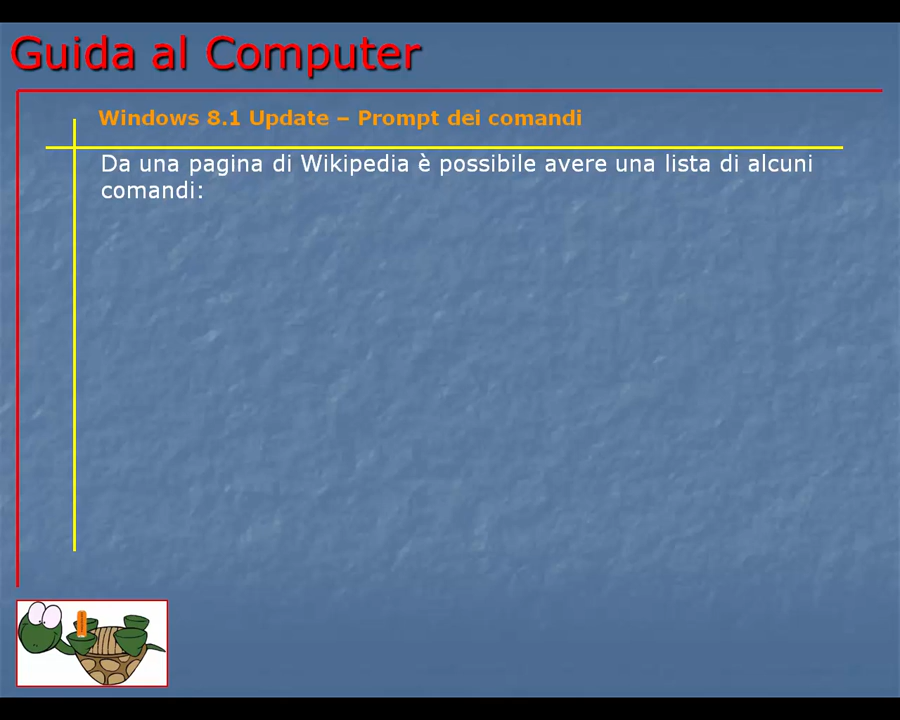 Guida al Computer
Windows 8.1 Update – Prompt dei comandi
Da una pagina di Wikipedia è possibile avere una lista di alcuni
comandi: